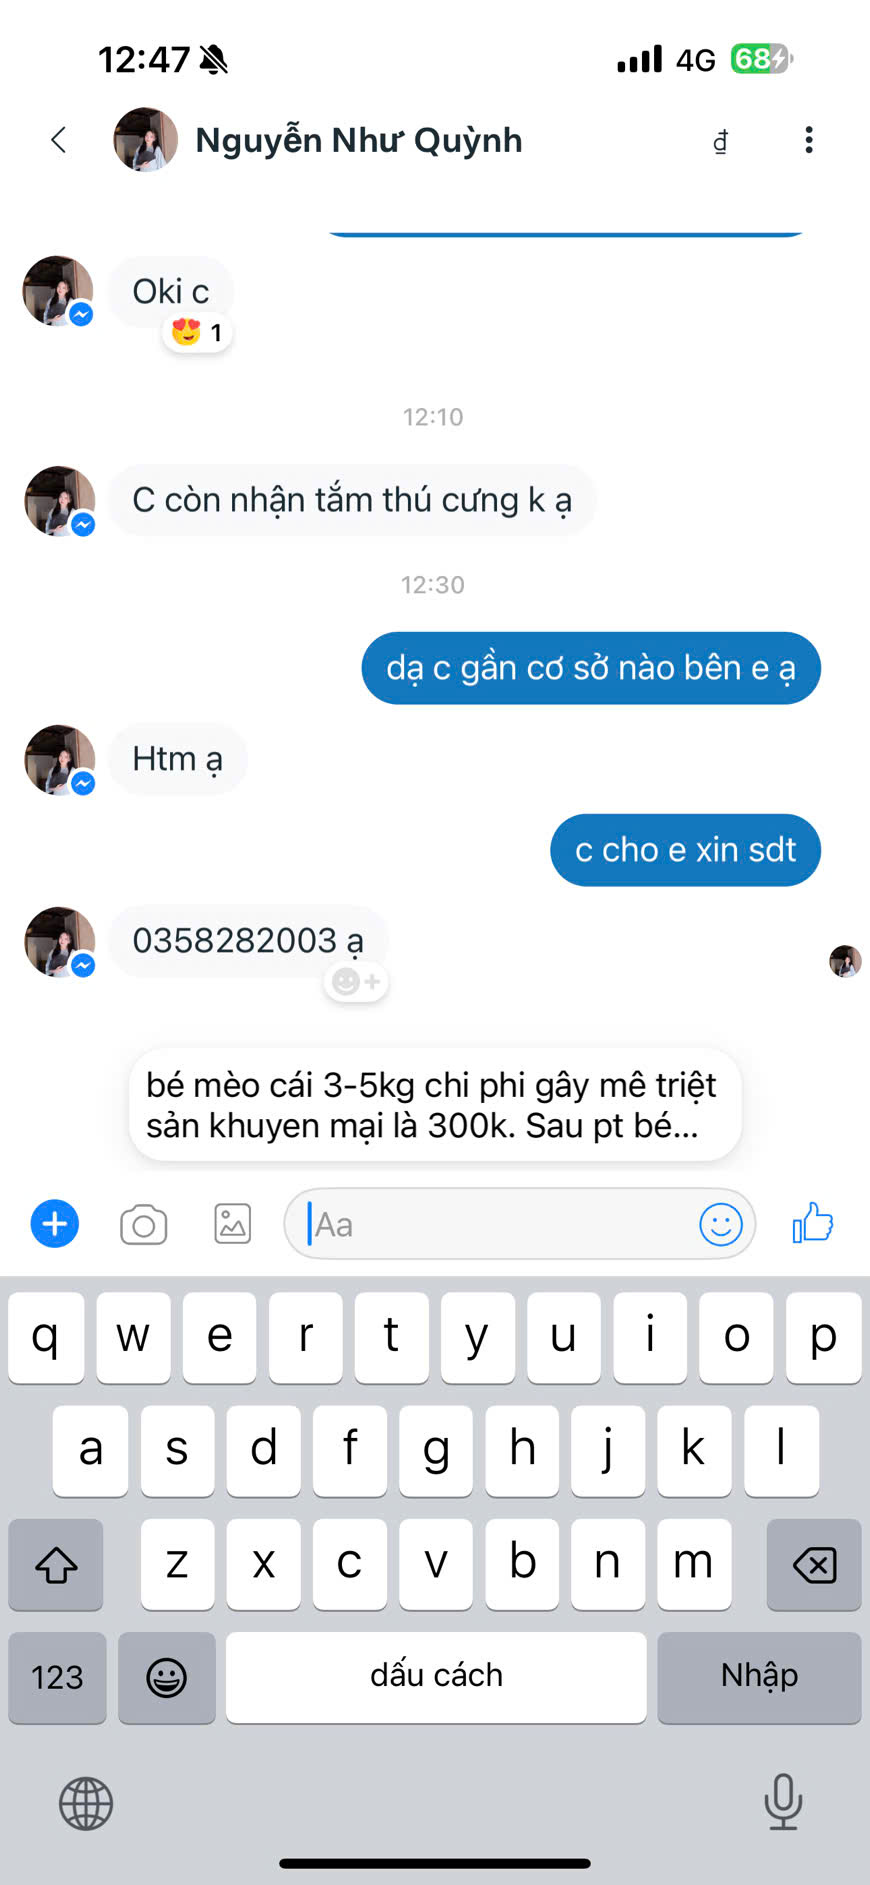 12:47
4G 68
Nguyễn Như Quỳnh
₫
Oki c
😍 1
12:10
C còn nhận tắm thú cưng k ạ
12:30
dạ c gần cơ sở nào bên e ạ
Htm ạ
c cho e xin sdt
0358282003 ạ
bé mèo cái 3-5kg chi phi gây mê triệt
sản khuyen mại là 300k. Sau pt bé...
Aa
q w e r t y u i o p
a s d f g h j k l
z x c v b n m
123 dấu cách Nhập